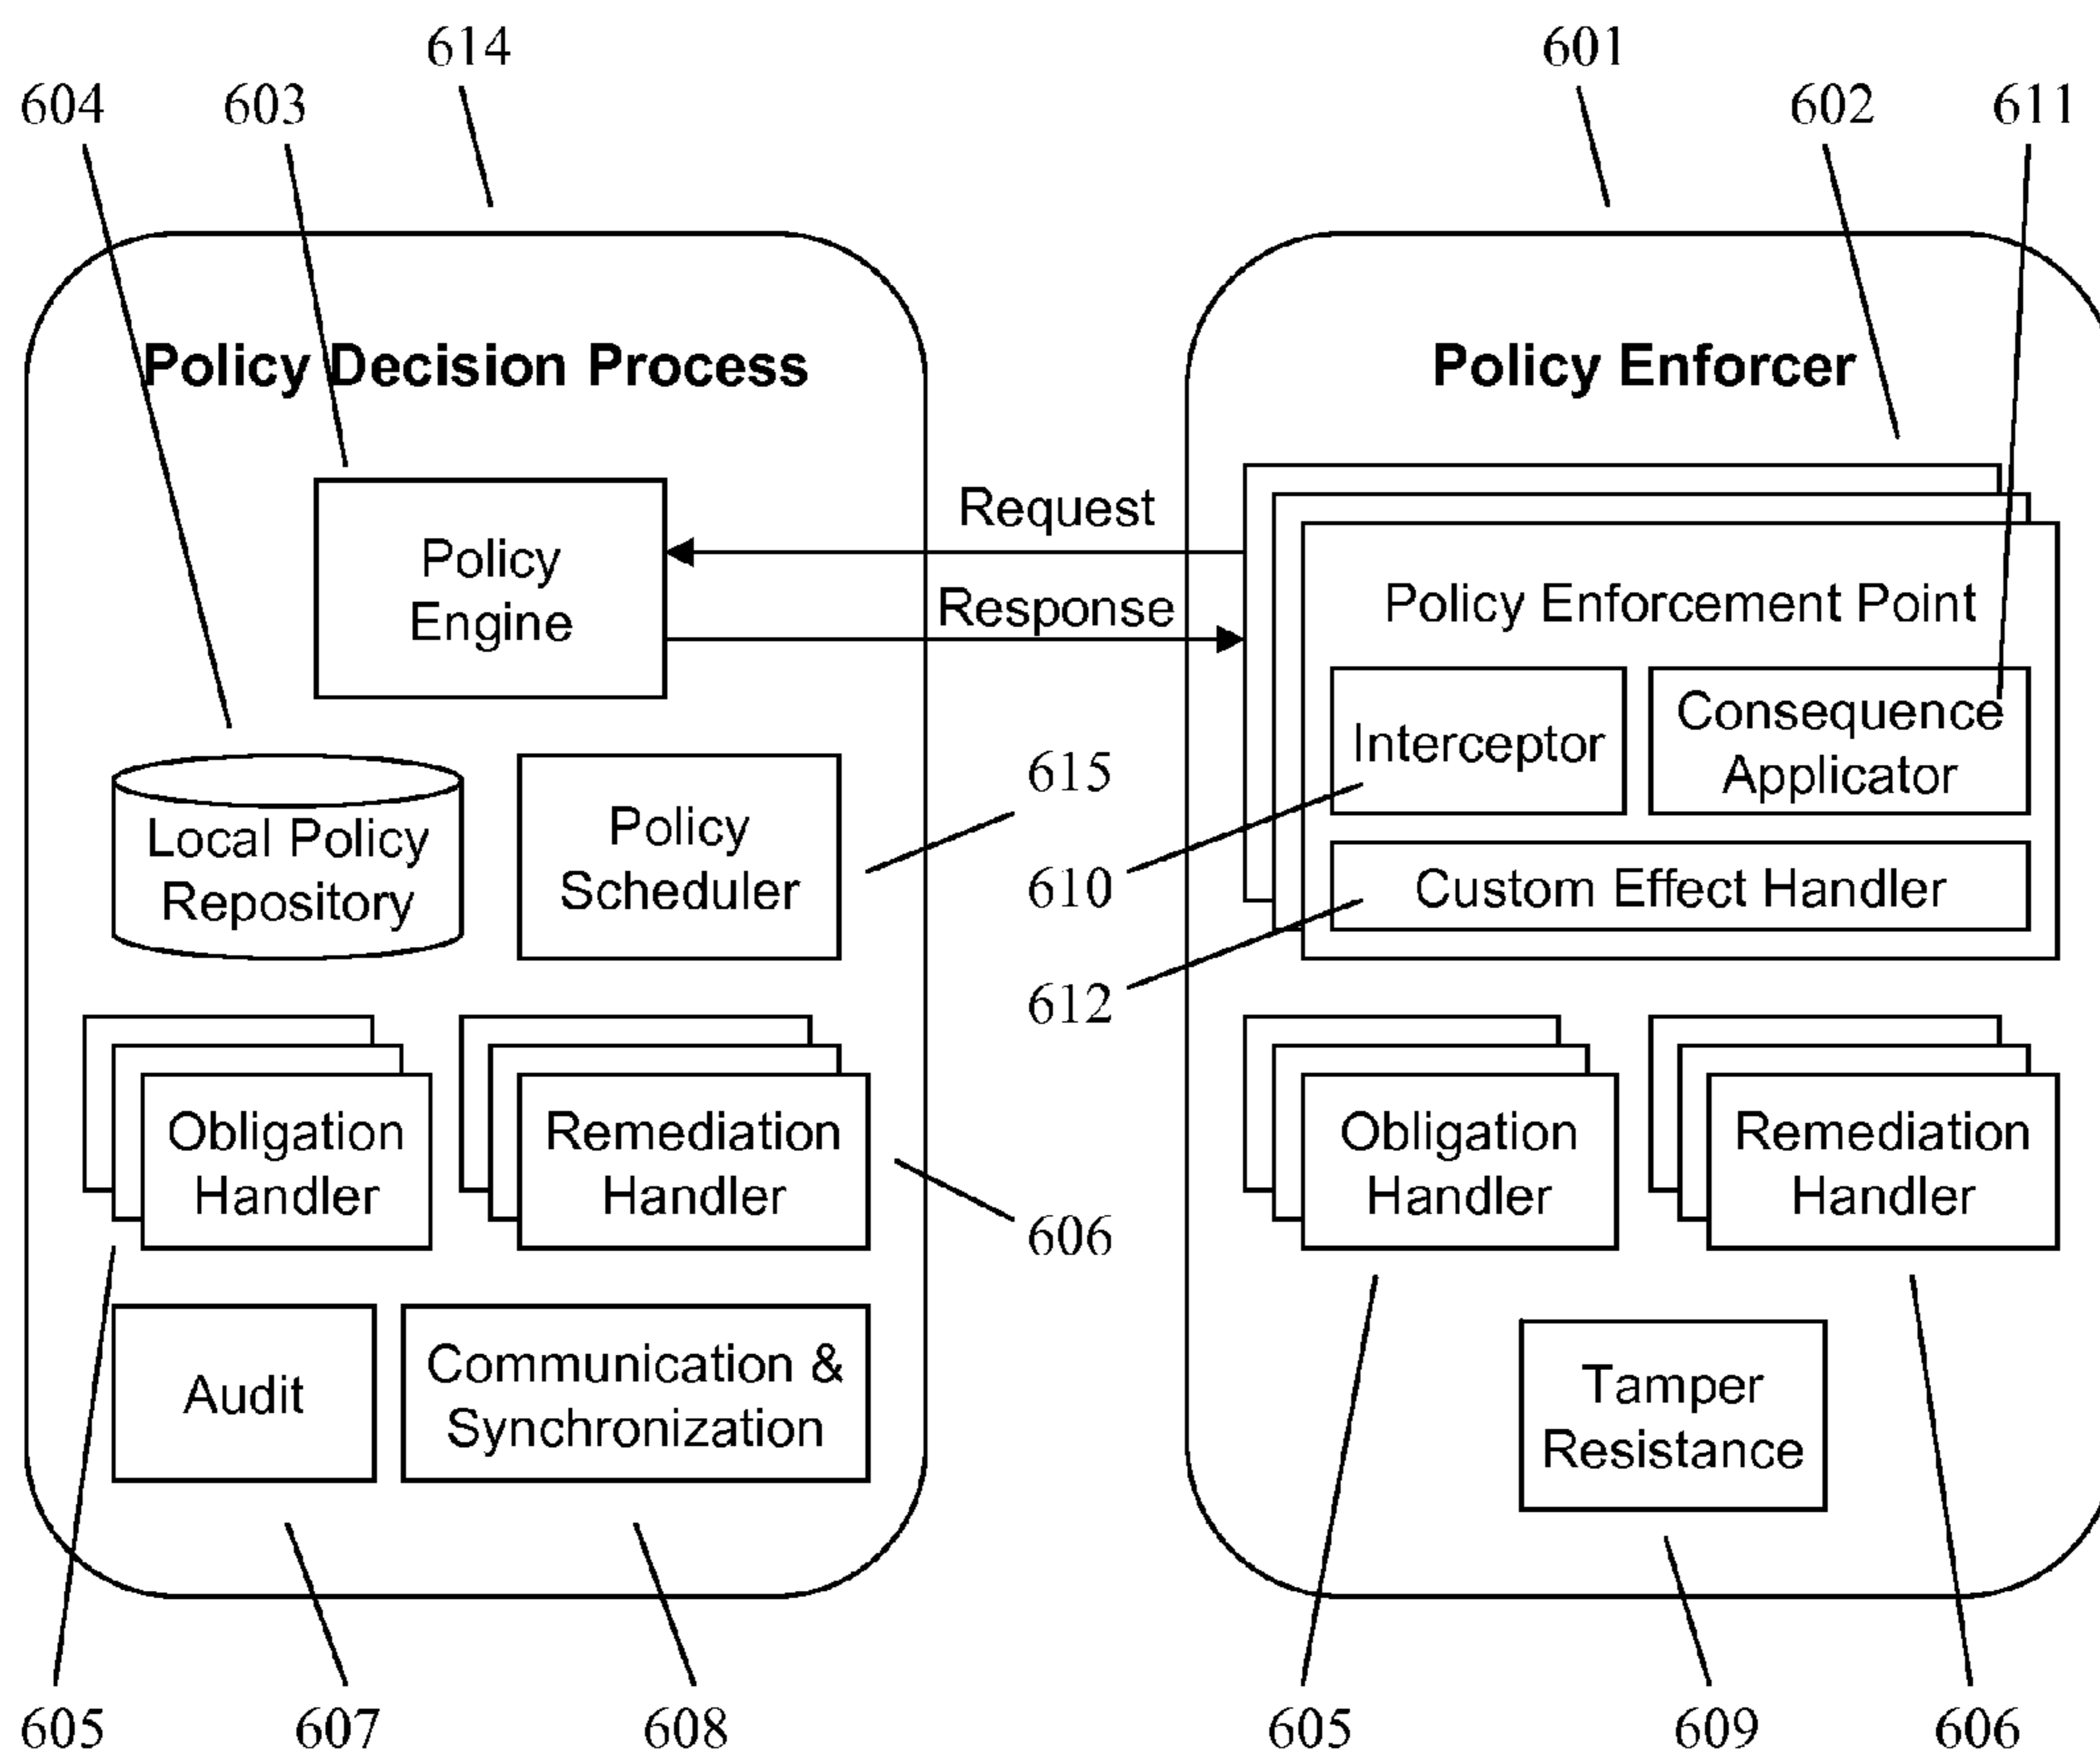 614
601
604
603
602
611
Policy Decision Process
Policy Enforcer
Request
Policy
Engine
Response
Policy Enforcement Point
Interceptor
Consequence
Applicator
615
Local Policy
Repository
Policy
Scheduler
610
Custom Effect Handler
612
Obligation
Handler
Remediation
Handler
Obligation
Handler
Remediation
Handler
606
Audit
Communication &
Synchronization
Tamper
Resistance
605
607
608
605
609
606